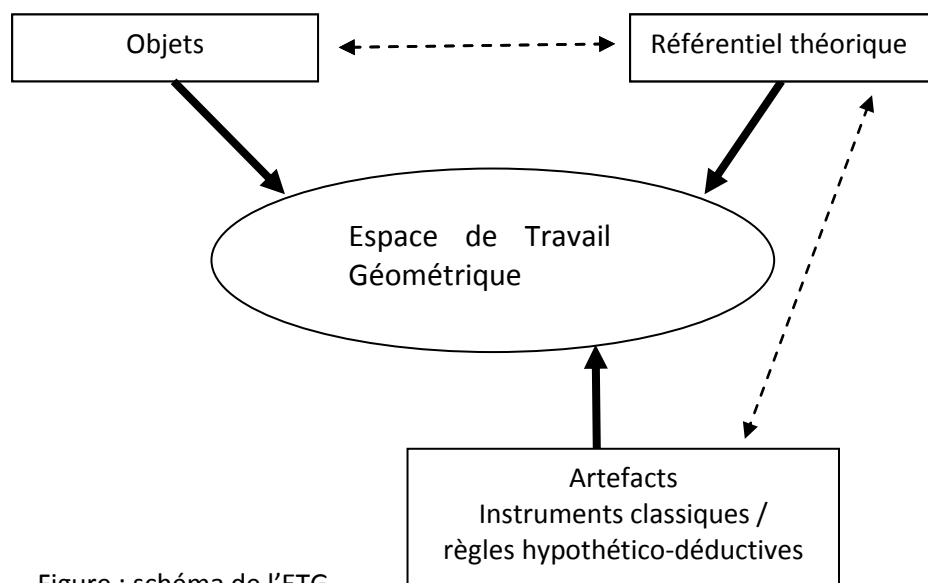 Objets
Référentiel théorique
Espace de Travail
Géométrique
Artefacts
Instruments classiques /
règles hypothético-déductives
Figure : schéma de l'ETG